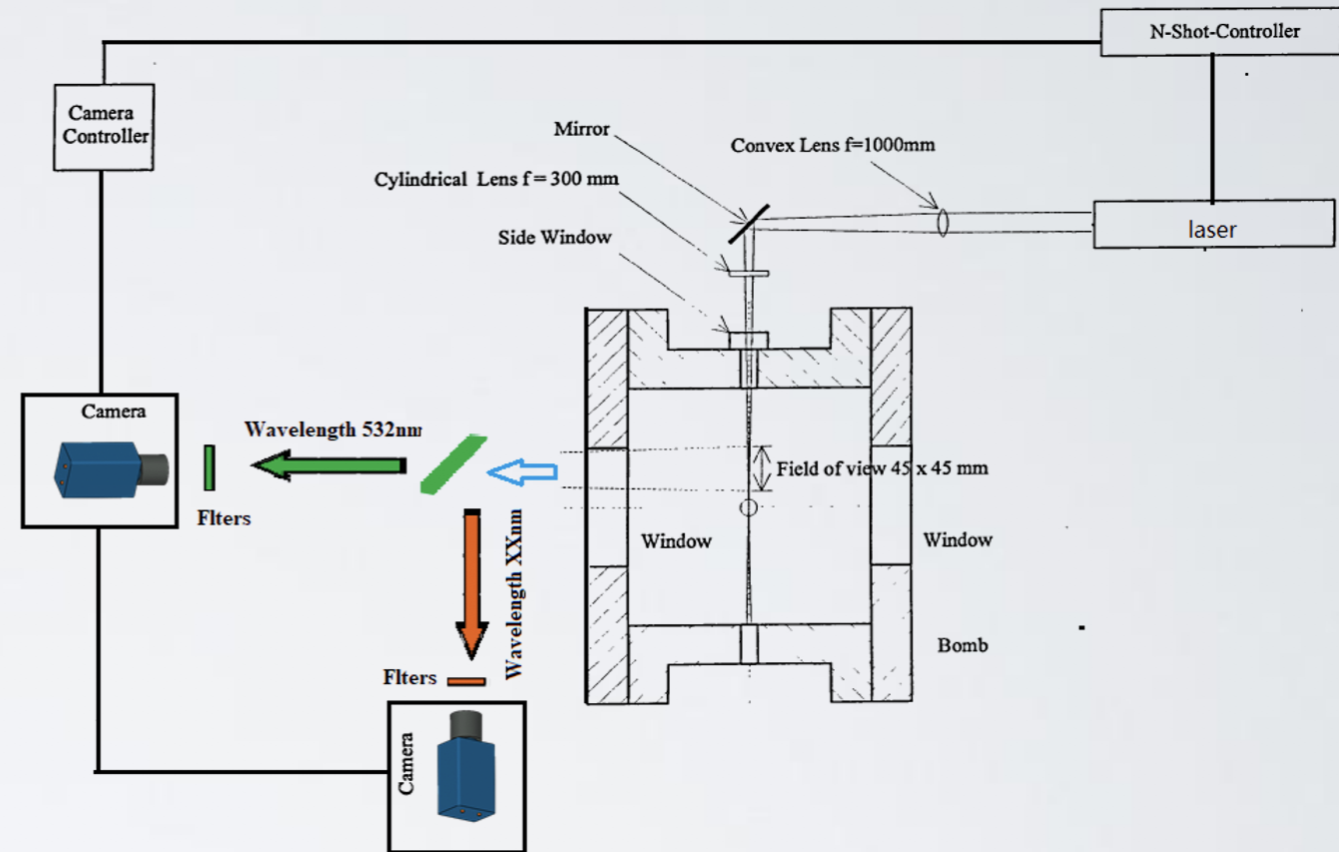 N-Shot-Controller
Camera
Controller
Mirror
Convex Lens f=1000mm
Cylindrical Lens f = 300 mm
Side Window
laser
Camera
Wavelength 532nm
Flters
Field of view 45 x 45 mm
Window
Window
Wavelength XXnm
Bomb
Flters
Camera